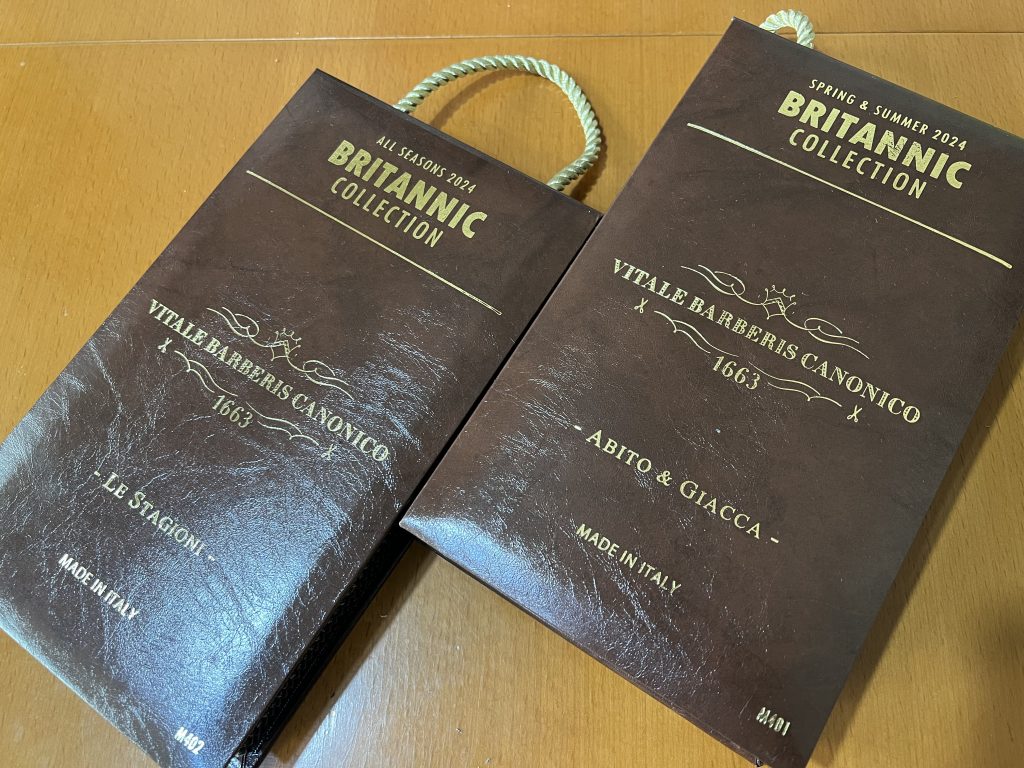 ALL SEASONS 2024
BRITANNIC
COLLECTION
VITALE BARBERIS CANONICO
1663
- LE STAGIONI -
MADE IN ITALY
M402
SPRING & SUMMER 2024
BRITANNIC
COLLECTION
VITALE BARBERIS CANONICO
1663
- ABITO & GIACCA -
MADE IN ITALY
M401